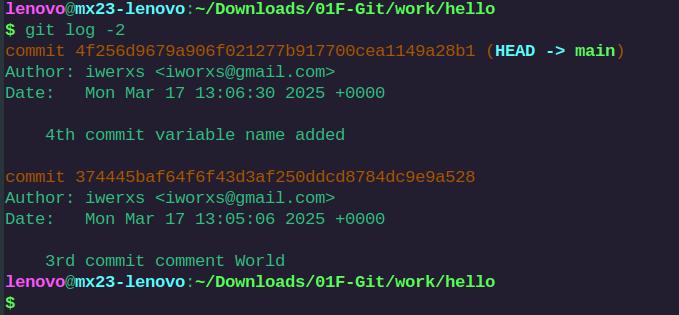 lenovo@mx23-lenovo:~/Downloads/01F-Git/work/hello
$ git log -2
commit 4f256d9679a906f021277b917700cea1149a28b1 (HEAD -> main)
Author: iwerxs <iworxs@gmail.com>
Date:   Mon Mar 17 13:06:30 2025 +0000
    4th commit variable name added
commit 374445baf64f6f43d3af250ddcd8784dc9e9a528
Author: iwerxs <iworxs@gmail.com>
Date:   Mon Mar 17 13:05:06 2025 +0000
    3rd commit comment World
lenovo@mx23-lenovo:~/Downloads/01F-Git/work/hello
$